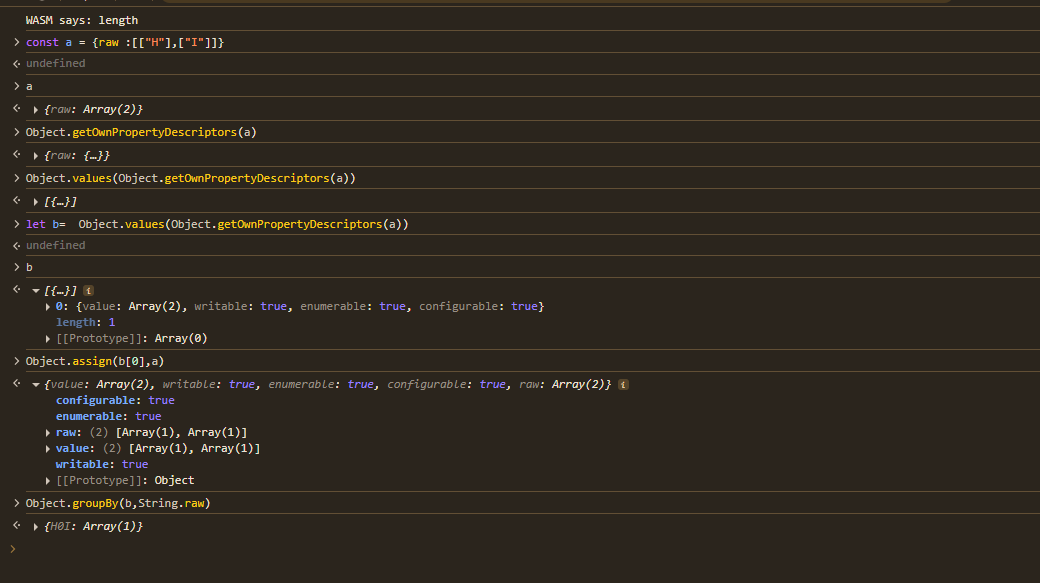 WASM says: length
> const a = {raw :[["H"],["I"]]}
< undefined
> a
< ▶ {raw: Array(2)}
> Object.getOwnPropertyDescriptors(a)
< ▶ {raw: {…}}
> Object.values(Object.getOwnPropertyDescriptors(a))
< ▶ [{…}]
> let b=  Object.values(Object.getOwnPropertyDescriptors(a))
< undefined
> b
< ▼ [{…}] i
▶ 0: {value: Array(2), writable: true, enumerable: true, configurable: true}
length: 1
▶ [[Prototype]]: Array(0)
> Object.assign(b[0],a)
< ▼ {value: Array(2), writable: true, enumerable: true, configurable: true, raw: Array(2)} i
configurable: true
enumerable: true
▶ raw: (2) [Array(1), Array(1)]
▶ value: (2) [Array(1), Array(1)]
writable: true
▶ [[Prototype]]: Object
> Object.groupBy(b,String.raw)
< ▶ {H0I: Array(1)}
>